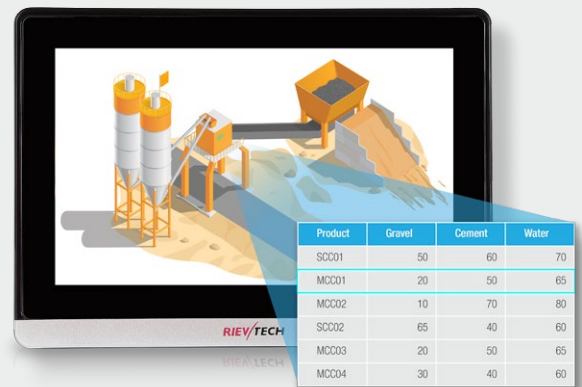 RIEVTECH
Product Gravel Cement Water
SCC01 50 60 70
MCC01 20 50 65
MCC02 10 70 80
SCC02 65 40 60
MCC03 20 50 65
MCC04 30 40 60